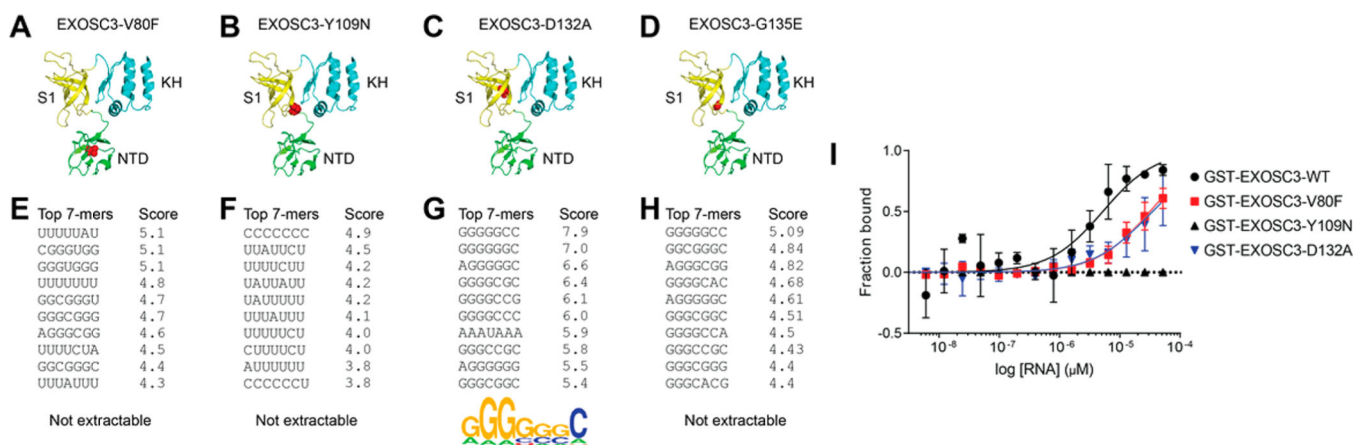 A EXOSC3-V80F
S1
KH
NTD
B EXOSC3-Y109N
S1
KH
NTD
C EXOSC3-D132A
S1
KH
NTD
D EXOSC3-G135E
S1
KH
NTD
E Top 7-mers Score
UUUUUAU 5.1
CGGGUGG 5.1
GGGUGGG 5.1
UUUUUUU 4.8
GGCGGGU 4.7
GGGCGGG 4.7
AGGGCGG 4.6
UUUUCUA 4.5
GGCGGGC 4.4
UUUAUUU 4.3
Not extractable
F Top 7-mers Score
CCCCCCC 4.9
UUAUUCU 4.5
UUUUCUU 4.2
UUAUUAUU 4.2
UAUUUUU 4.2
UUUAUUU 4.1
UUUUUCU 4.0
CUUUUCU 4.0
AUUUUUU 3.8
CCCCCCU 3.8
Not extractable
G Top 7-mers Score
GGGGGCC 7.9
GGGGGGC 7.0
AGGGGGC 6.6
GGGGCGC 6.4
GGGGCCG 6.1
GGGGCCC 6.0
AAAUAAA 5.9
GGGCCGC 5.8
AGGGGGG 5.5
GGGCGGC 5.4
GGGGGGC
AAACCCA
H Top 7-mers Score
GGGGGCC 5.09
GGCGGGC 4.84
AGGGCGG 4.82
GGGGCAC 4.68
AGGGGGC 4.61
GGGCGGC 4.51
GGGGCCA 4.5
GGGCCGC 4.43
GGGCGGG 4.4
GGGCACG 4.4
Not extractable
I
1.0
0.5
0.0
-0.5
Fraction bound
10-8
10-7
10-6
10-5
10-4
log [RNA] (μM)
GST-EXOSC3-WT
GST-EXOSC3-V80F
GST-EXOSC3-Y109N
GST-EXOSC3-D132A